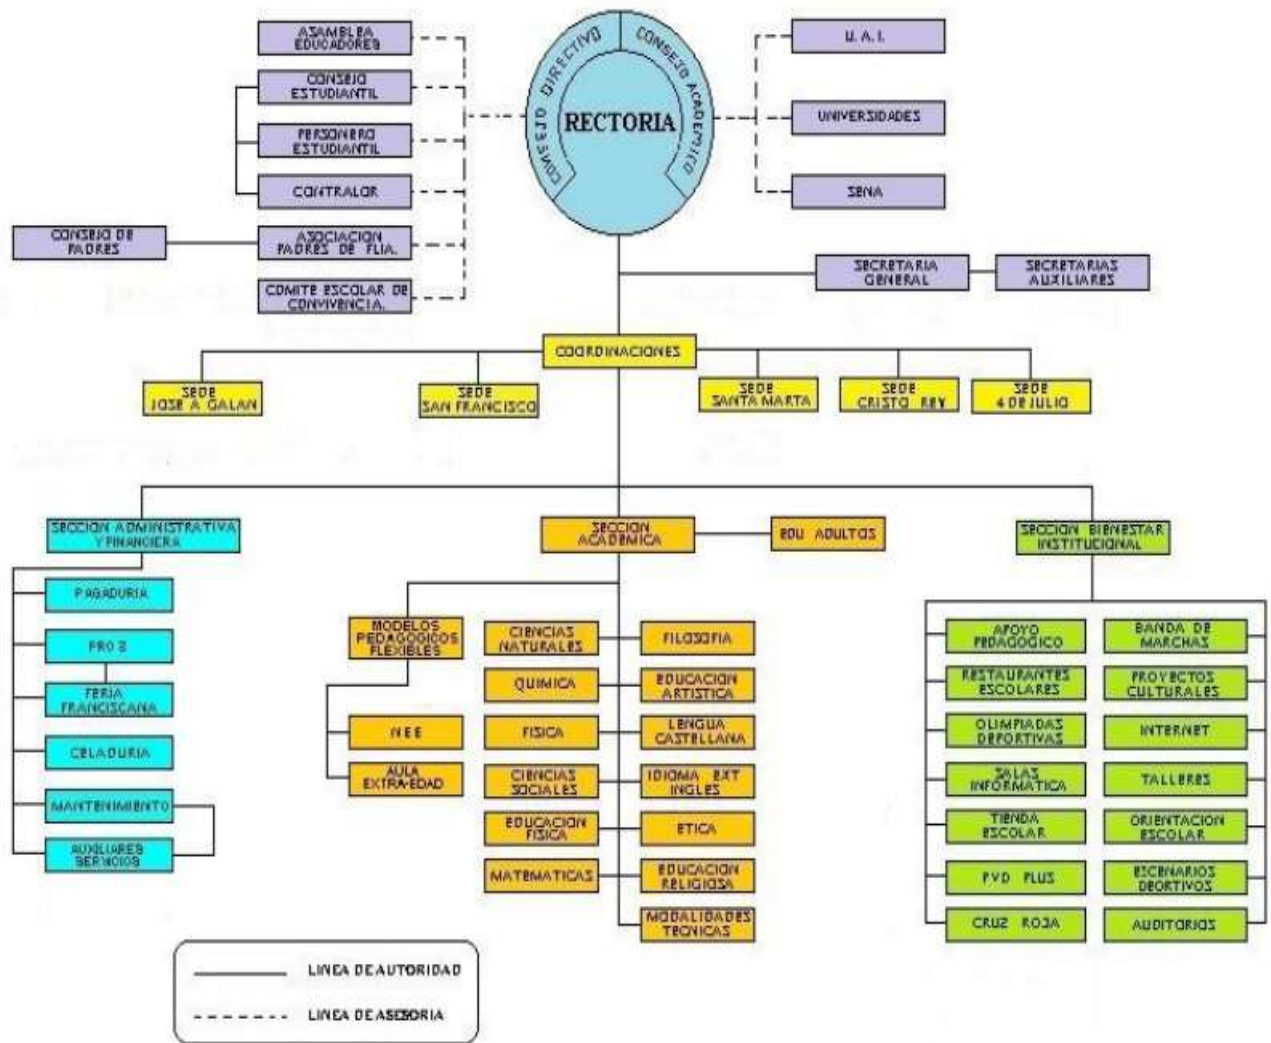 AZAMBLEA
EDUCADORES
CONSEJO
ESTUDIANTIL
PERSONERO
ESTUDIANTIL
CONTRALOR
CONSEJO DE
PADRES
ASOCIACION
PADRES DE FLIA.
COMITE ESCOLAR DE
CONVIVENCIA.
CONSEJO DIRECTIVO
CONSEJO ACADEMICO
RECTORIA
U. A. I.
UNIVERSIDADES
SENA
SECRETARIA
GENERAL
SECRETARIAS
AUXILIARES
COORDINACIONES
SEDE
JOSE A GALAN
SEDE
SAN FRANCISCO
SEDE
SANTA MARTA
SEDE
CRISTO REY
SEDE
4 DE JULIO
SECCION ADMINISTRATIVA
Y FINANCIERA
PAGADURIA
PRO S
FERIA
FRANCISCANA
CELADURIA
MANTENIMIENTO
AUXILIARES
SERVICIOS
SECCION
ACADEMICA
EDU ADULTOS
MODELOS
PEDAGOGICOS
FLEXIBLES
NEE
AULA
EXTRA-EDAD
CIENCIAS
NATURALES
QUIMICA
FISICA
CIENCIAS
SOCIALES
EDUCACION
FISICA
MATEMATICAS
FILOSOFIA
EDUCACION
ARTISTICA
LENGUA
CASTELLANA
IDIOMA EXT
INGLES
ETICA
EDUCACION
RELIGIOSA
MODALIDADES
TECNICAS
SECCION BIENESTAR
INSTITUCIONAL
APOYO
PEDAGOGICO
RESTAURANTES
ESCOLARES
OLIMPIADAS
DEPORTIVAS
SALAS
INFORMATICA
TIENDA
ESCOLAR
PVD PLUS
CRUZ ROJA
BANDA DE
MARCHAS
PROYECTOS
CULTURALES
INTERNET
TALLERES
ORIENTACION
ESCOLAR
ESCENARIOS
DEORTIVOS
AUDITORIOS
LINEA DE AUTORIDAD
LINEA DE ASESORIA